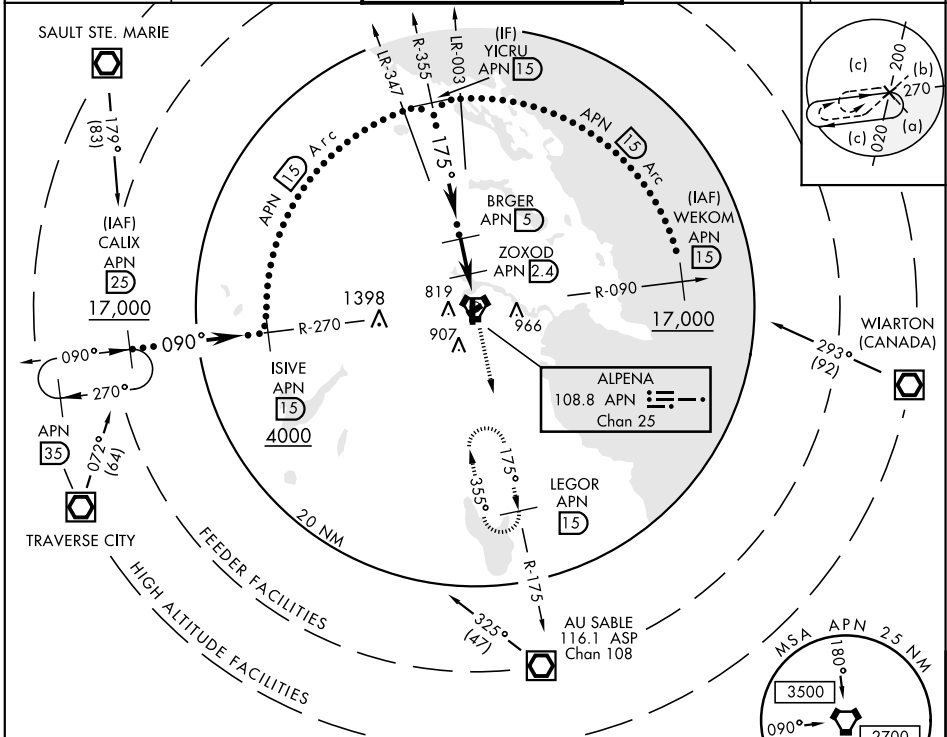 SAULT STE. MARIE
179°
(83)
(IAF)
CALIX
APN
25
17,000
LR-347
R-355
LR-003
(IF)
YICRU
APN 15
APN 15 Arc
175°
APN 15 Arc
BRGER
APN 5
ZOXOD
APN 2.4
(IAF)
WEKOM
APN
15
R-090
17,000
(c)
200
(b)
270
(c)
020
(a)
819
907
966
1398
090°
R-270
ISIVE
APN
15
4000
090°
270°
APN
35
072°
(64)
TRAVERSE CITY
WIARTON
(CANADA)
293°
(92)
ALPENA
108.8 APN
Chan 25
175°
355°
LEGOR
APN
15
R-175
20 NM
FEEDER FACILITIES
HIGH ALTITUDE FACILITIES
325°
(47)
AU SABLE
116.1 ASP
Chan 108
MSA APN 25 NM
180°
3500
090°
2700